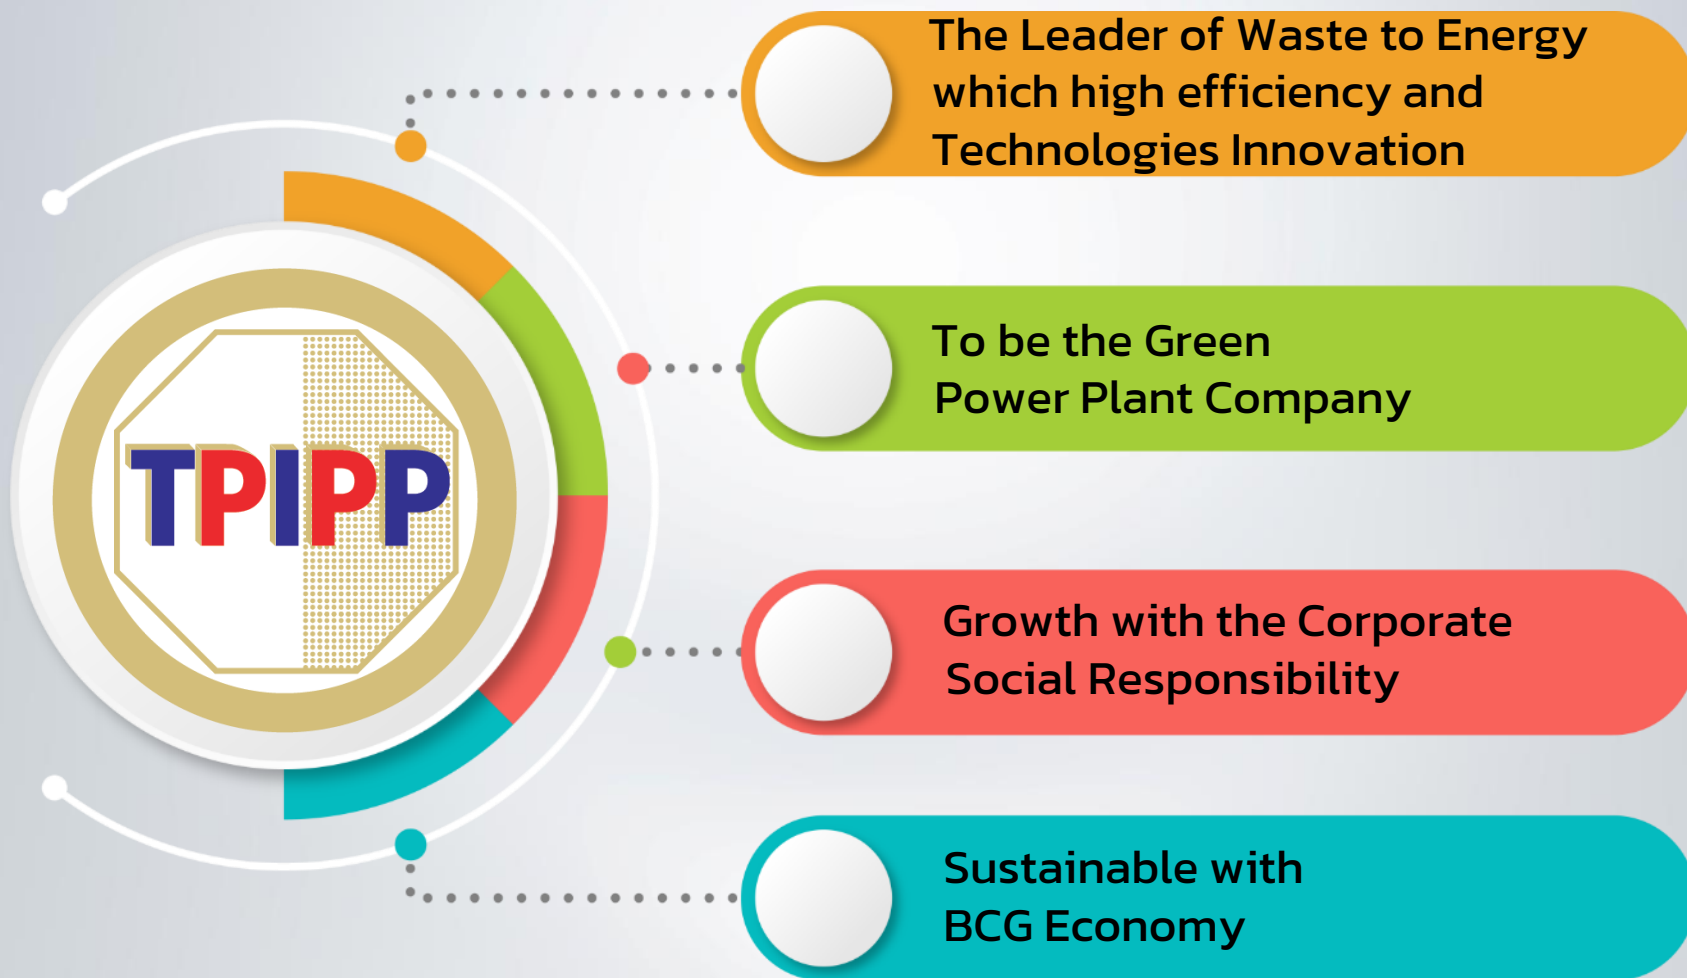 TPIPP
The Leader of Waste to Energy
which high efficiency and
Technologies Innovation
To be the Green
Power Plant Company
Growth with the Corporate
Social Responsibility
Sustainable with
BCG Economy